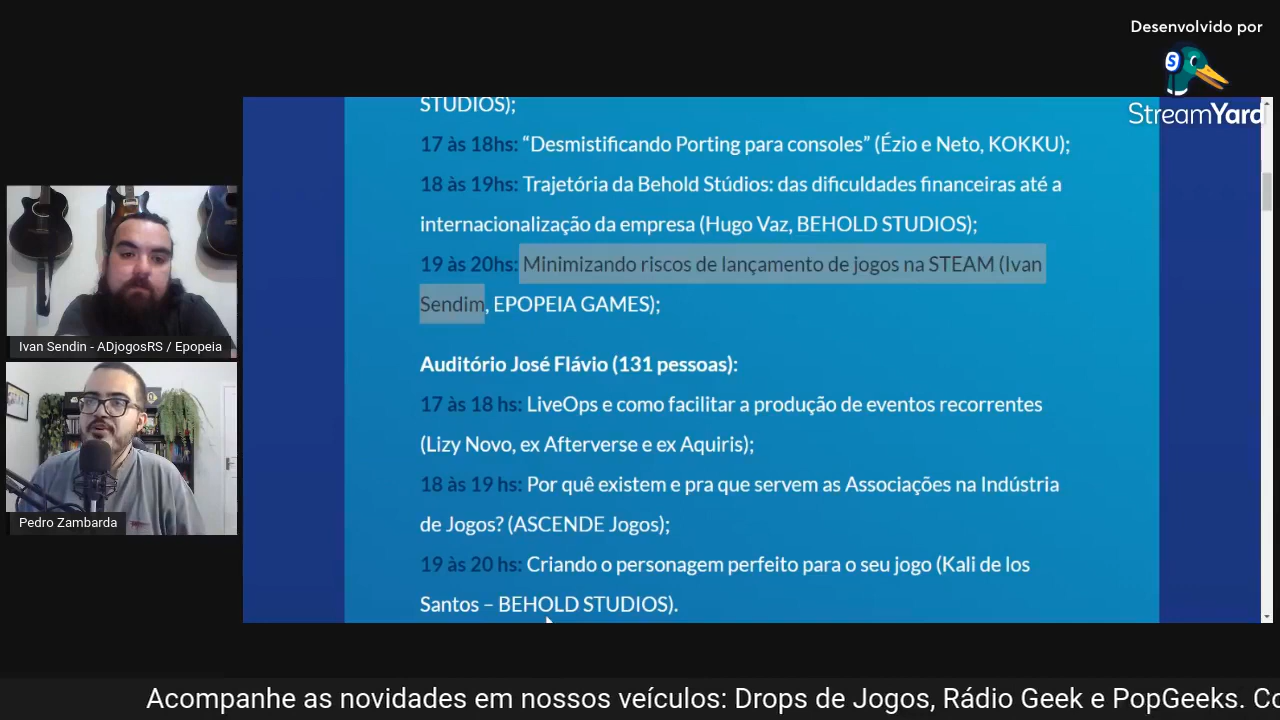 Desenvolvido por
StreamYard
STUDIOS);
17 às 18hs: “Desmistificando Porting para consoles” (Ézio e Neto, KOKKU);
18 às 19hs: Trajetória da Behold Stúdios: das dificuldades financeiras até a
internacionalização da empresa (Hugo Vaz, BEHOLD STUDIOS);
19 às 20hs: Minimizando riscos de lançamento de jogos na STEAM (Ivan
Sendim, EPOPEIA GAMES);
Auditório José Flávio (131 pessoas):
17 às 18 hs: LiveOps e como facilitar a produção de eventos recorrentes
(Lizy Novo, ex Afterverse e ex Aquiris);
18 às 19 hs: Por quê existem e pra que servem as Associações na Indústria
de Jogos? (ASCENDE Jogos);
19 às 20 hs: Criando o personagem perfeito para o seu jogo (Kali de los
Santos – BEHOLD STUDIOS).
Ivan Sendin - ADjogosRS / Epopeia
Pedro Zambarda
Acompanhe as novidades em nossos veículos: Drops de Jogos, Rádio Geek e PopGeeks. Co